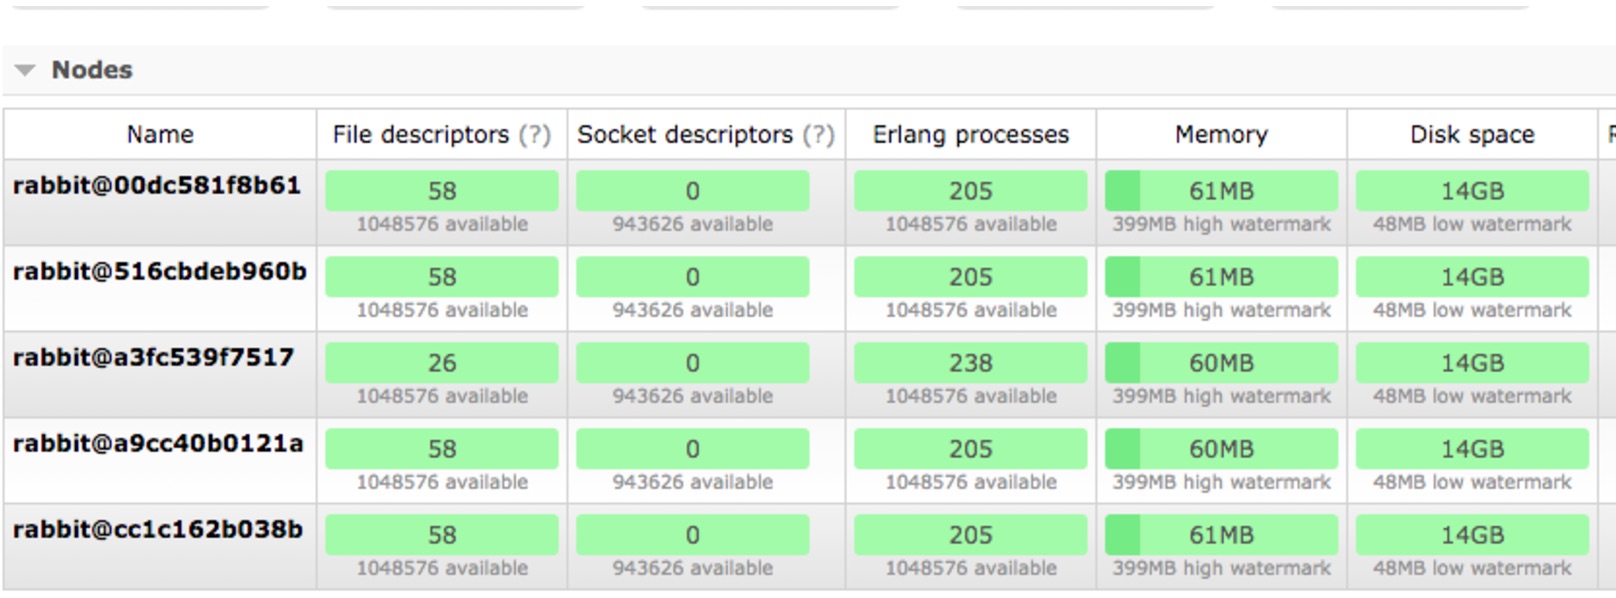 Nodes
Name File descriptors (?) Socket descriptors (?) Erlang processes Memory Disk space
rabbit@00dc581f8b61 58 0 205 61MB 14GB
1048576 available 943626 available 1048576 available 399MB high watermark 48MB low watermark
rabbit@516cbdeb960b 58 0 205 61MB 14GB
1048576 available 943626 available 1048576 available 399MB high watermark 48MB low watermark
rabbit@a3fc539f7517 26 0 238 60MB 14GB
1048576 available 943626 available 1048576 available 399MB high watermark 48MB low watermark
rabbit@a9cc40b0121a 58 0 205 60MB 14GB
1048576 available 943626 available 1048576 available 399MB high watermark 48MB low watermark
rabbit@cc1c162b038b 58 0 205 61MB 14GB
1048576 available 943626 available 1048576 available 399MB high watermark 48MB low watermark